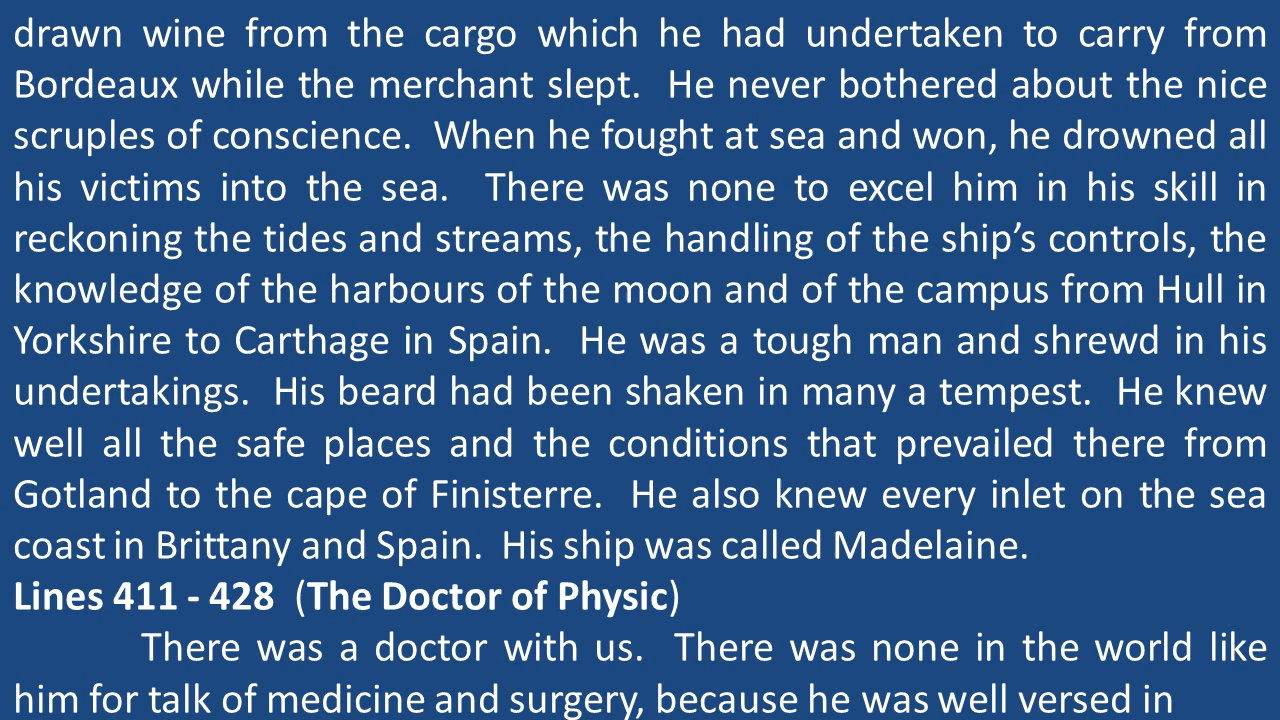 drawn wine from the cargo which he had undertaken to carry from
Bordeaux while the merchant slept. He never bothered about the nice
scruples of conscience. When he fought at sea and won, he drowned all
his victims into the sea. There was none to excel him in his skill in
reckoning the tides and streams, the handling of the ship’s controls, the
knowledge of the harbours of the moon and of the campus from Hull in
Yorkshire to Carthage in Spain. He was a tough man and shrewd in his
undertakings. His beard had been shaken in many a tempest. He knew
well all the safe places and the conditions that prevailed there from
Gotland to the cape of Finisterre. He also knew every inlet on the sea
coast in Brittany and Spain. His ship was called Madelaine.
Lines 411 - 428 (The Doctor of Physic)
There was a doctor with us. There was none in the world like
him for talk of medicine and surgery, because he was well versed in